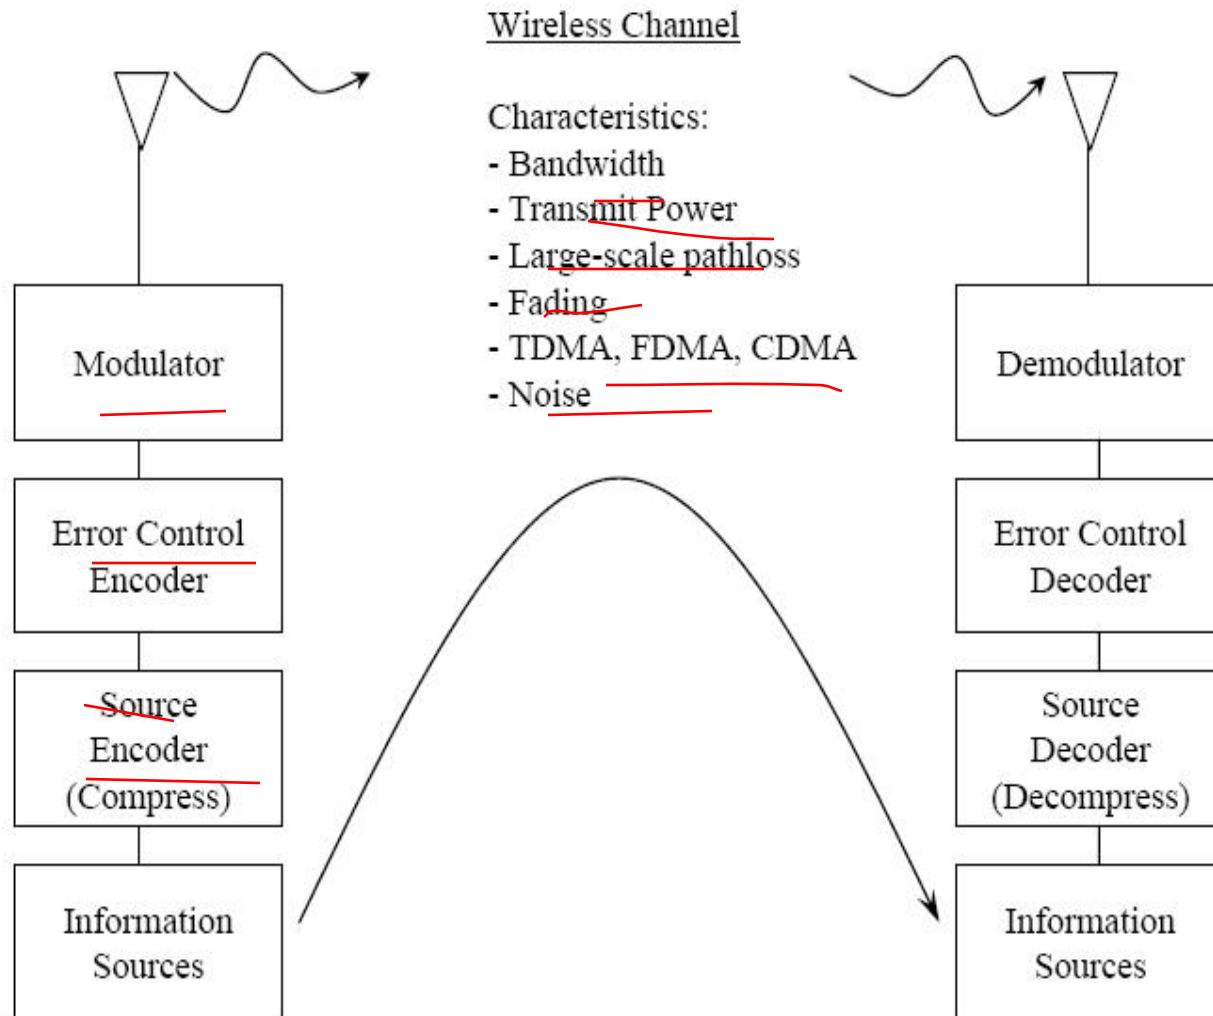 Wireless Channel
Characteristics:
- Bandwidth
- Transmit Power
- Large-scale pathloss
- Fading
- TDMA, FDMA, CDMA
- Noise
Modulator
Error Control
Encoder
Source
Encoder
(Compress)
Information
Sources
Demodulator
Error Control
Decoder
Source
Decoder
(Decompress)
Information
Sources